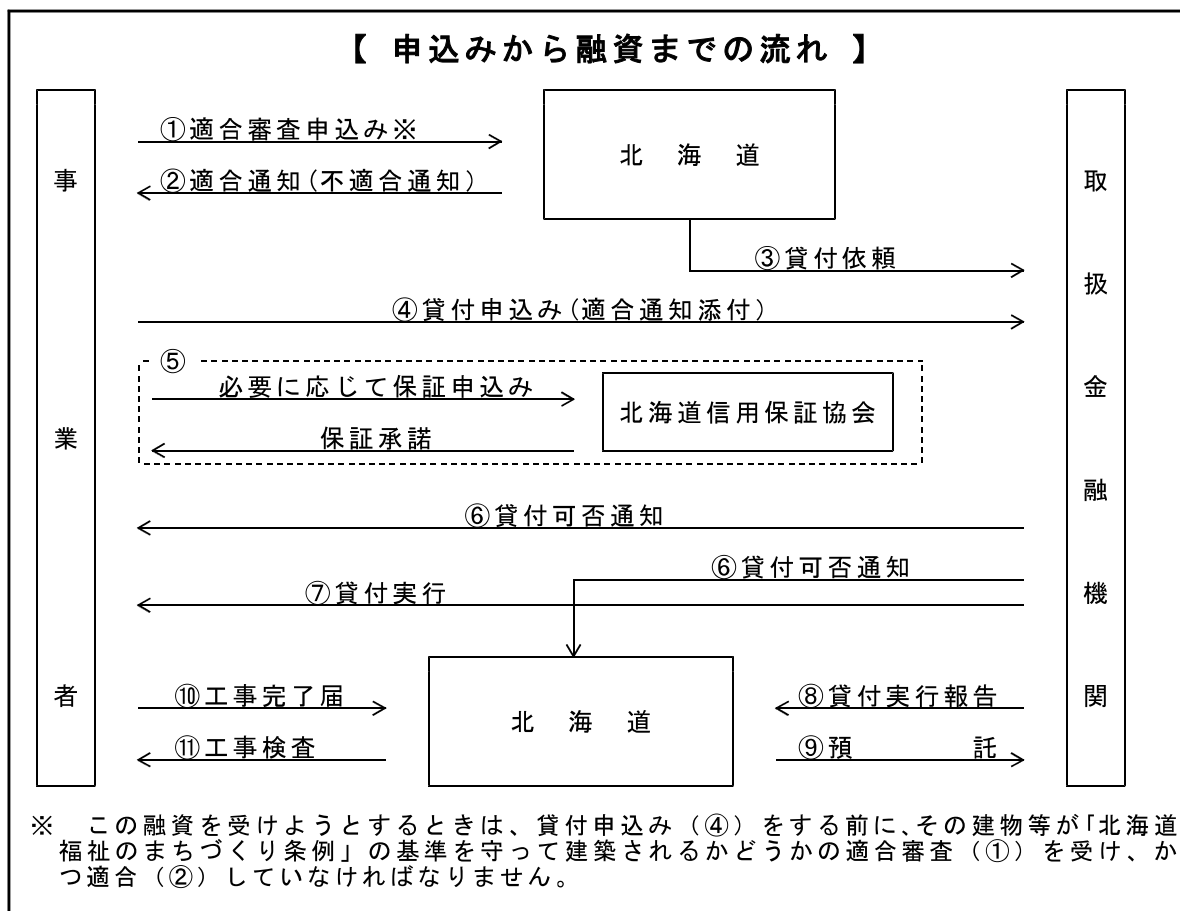 【 申込みから融資までの流れ 】
事業者
取扱金融機関
①適合審査申込み※
北 海 道
②適合通知(不適合通知)
③貸付依頼
④貸付申込み(適合通知添付)
⑤
必要に応じて保証申込み
北海道信用保証協会
保証承諾
⑥貸付可否通知
⑥貸付可否通知
⑦貸付実行
⑩工事完了届
北 海 道
⑧貸付実行報告
⑪工事検査
⑨預 託
※ この融資を受けようとするときは、貸付申込み(④)をする前に、その建物等が「北海道
福祉のまちづくり条例」の基準を守って建築されるかどうかの適合審査(①)を受け、か
つ適合(②)していなければなりません。